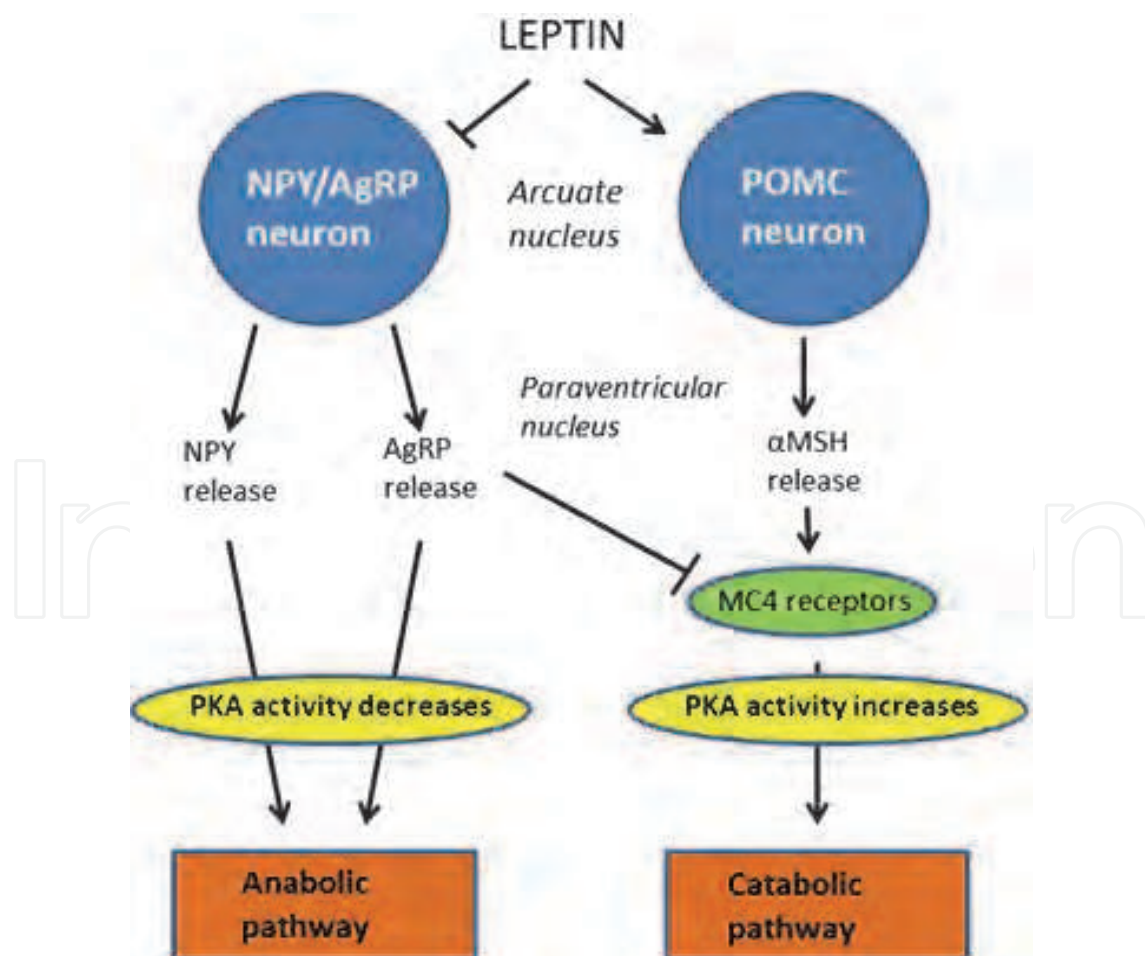 LEPTIN
NPY/AgRP
neuron
Arcuate
nucleus
POMC
neuron
Paraventricular
nucleus
NPY
release
AgRP
release
αMSH
release
MC4 receptors
PKA activity decreases
PKA activity increases
Anabolic
pathway
Catabolic
pathway